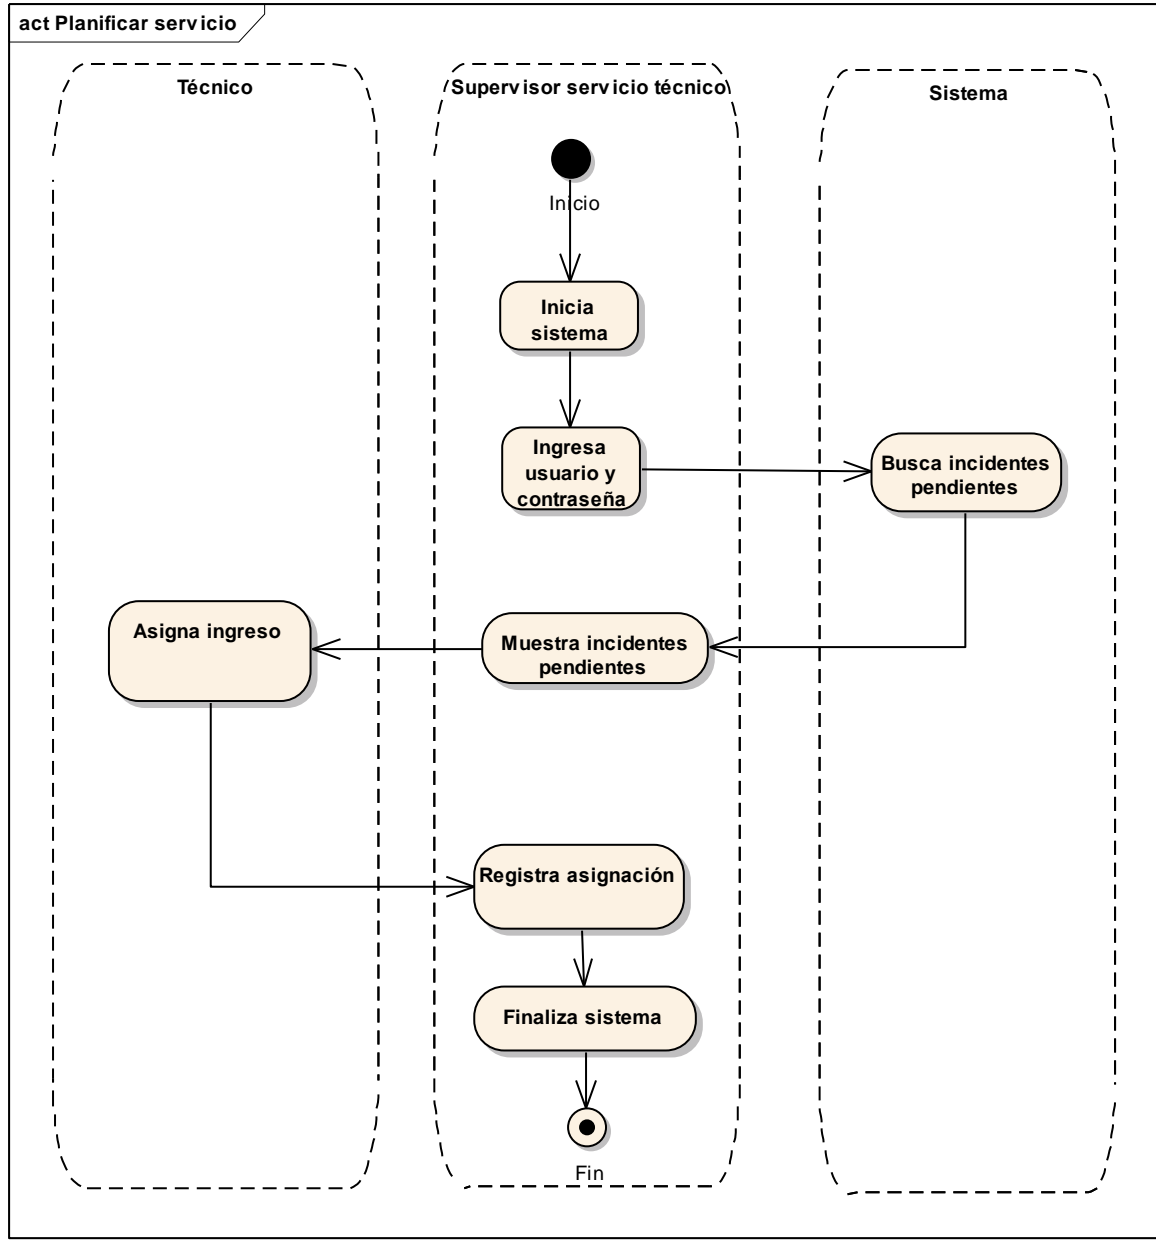 act Planificar servicio
Técnico
Supervisor servicio técnico
Sistema
Inicio
Inicia
sistema
Ingresa
usuario y
contraseña
Busca incidentes
pendientes
Asigna ingreso
Muestra incidentes
pendientes
Registra asignación
Finaliza sistema
Fin